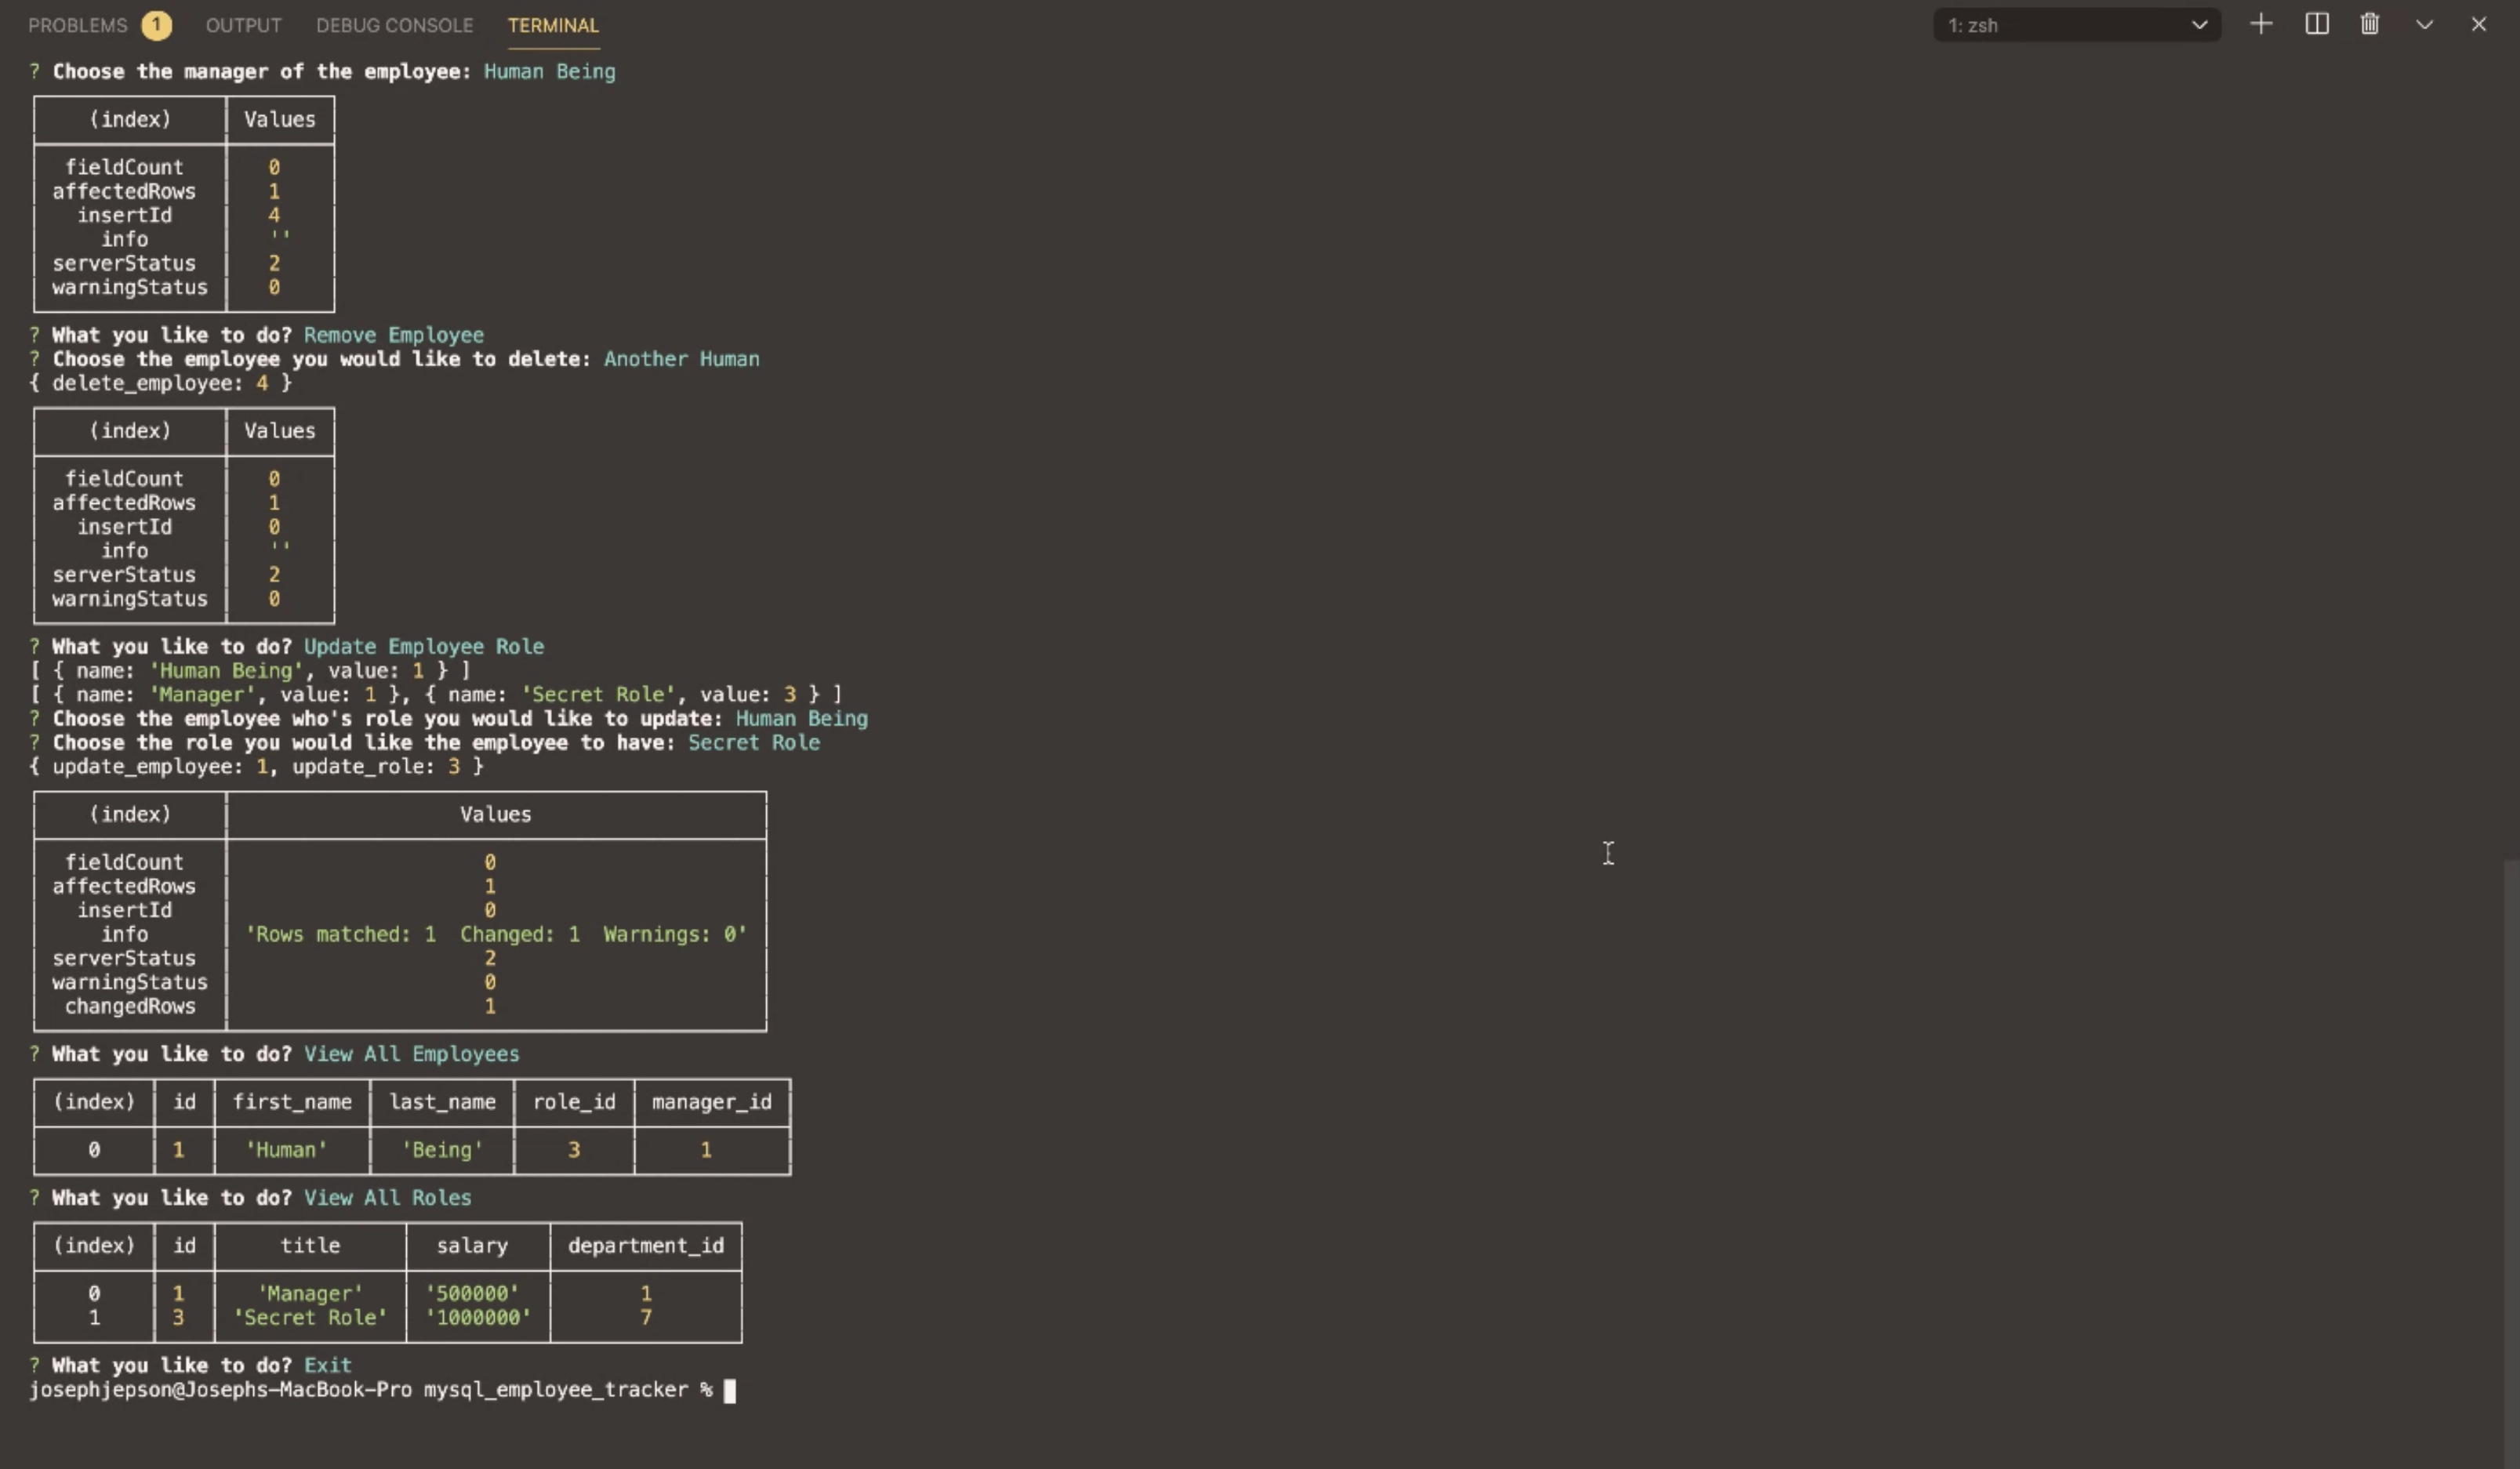 PROBLEMS 1 OUTPUT DEBUG CONSOLE TERMINAL 1: zsh
? Choose the manager of the employee: Human Being
(index) Values
fieldCount 0
affectedRows 1
insertId 4
info ''
serverStatus 2
warningStatus 0
? What you like to do? Remove Employee
? Choose the employee you would like to delete: Another Human
{ delete_employee: 4 }
(index) Values
fieldCount 0
affectedRows 1
insertId 0
info ''
serverStatus 2
warningStatus 0
? What you like to do? Update Employee Role
[ { name: 'Human Being', value: 1 } ]
[ { name: 'Manager', value: 1 }, { name: 'Secret Role', value: 3 } ]
? Choose the employee who's role you would like to update: Human Being
? Choose the role you would like the employee to have: Secret Role
{ update_employee: 1, update_role: 3 }
(index) Values
fieldCount 0
affectedRows 1
insertId 0
info 'Rows matched: 1  Changed: 1  Warnings: 0'
serverStatus 2
warningStatus 0
changedRows 1
? What you like to do? View All Employees
(index) id first_name last_name role_id manager_id
0 1 'Human' 'Being' 3 1
? What you like to do? View All Roles
(index) id title salary department_id
0 1 'Manager' '500000' 1
1 3 'Secret Role' '1000000' 7
? What you like to do? Exit
josephjepson@Josephs-MacBook-Pro mysql_employee_tracker %